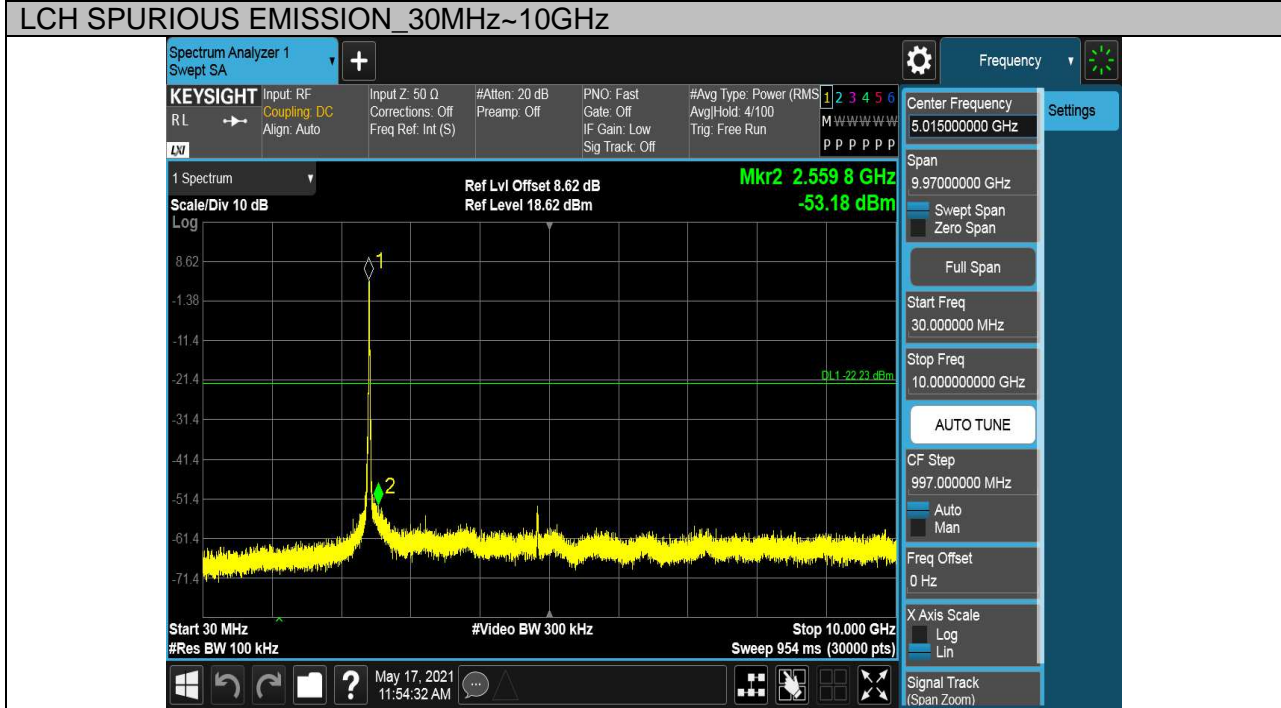 LCH SPURIOUS EMISSION_30MHz~10GHz
Spectrum Analyzer 1
Swept SA
Frequency
KEYSIGHT
RL
LXI
Input: RF
Coupling: DC
Align: Auto
Input Z: 50 Ω
Corrections: Off
Freq Ref: Int (S)
#Atten: 20 dB
Preamp: Off
PNO: Fast
Gate: Off
IF Gain: Low
Sig Track: Off
#Avg Type: Power (RMS
Avg|Hold: 4/100
Trig: Free Run
1 2 3 4 5 6
M W W W W W
P P P P P P
1 Spectrum
Scale/Div 10 dB
Log
Ref Lvl Offset 8.62 dB
Ref Level 18.62 dBm
Mkr2 2.559 8 GHz
-53.18 dBm
8.62
-1.38
-11.4
-21.4
-31.4
-41.4
-51.4
-61.4
-71.4
1
2
DL1 -22.23 dBm
Start 30 MHz
#Res BW 100 kHz
#Video BW 300 kHz
Stop 10.000 GHz
Sweep 954 ms (30000 pts)
May 17, 2021
11:54:32 AM
Center Frequency
5.015000000 GHz
Settings
Span
9.97000000 GHz
Swept Span
Zero Span
Full Span
Start Freq
30.000000 MHz
Stop Freq
10.000000000 GHz
AUTO TUNE
CF Step
997.000000 MHz
Auto
Man
Freq Offset
0 Hz
X Axis Scale
Log
Lin
Signal Track
(Span Zoom)